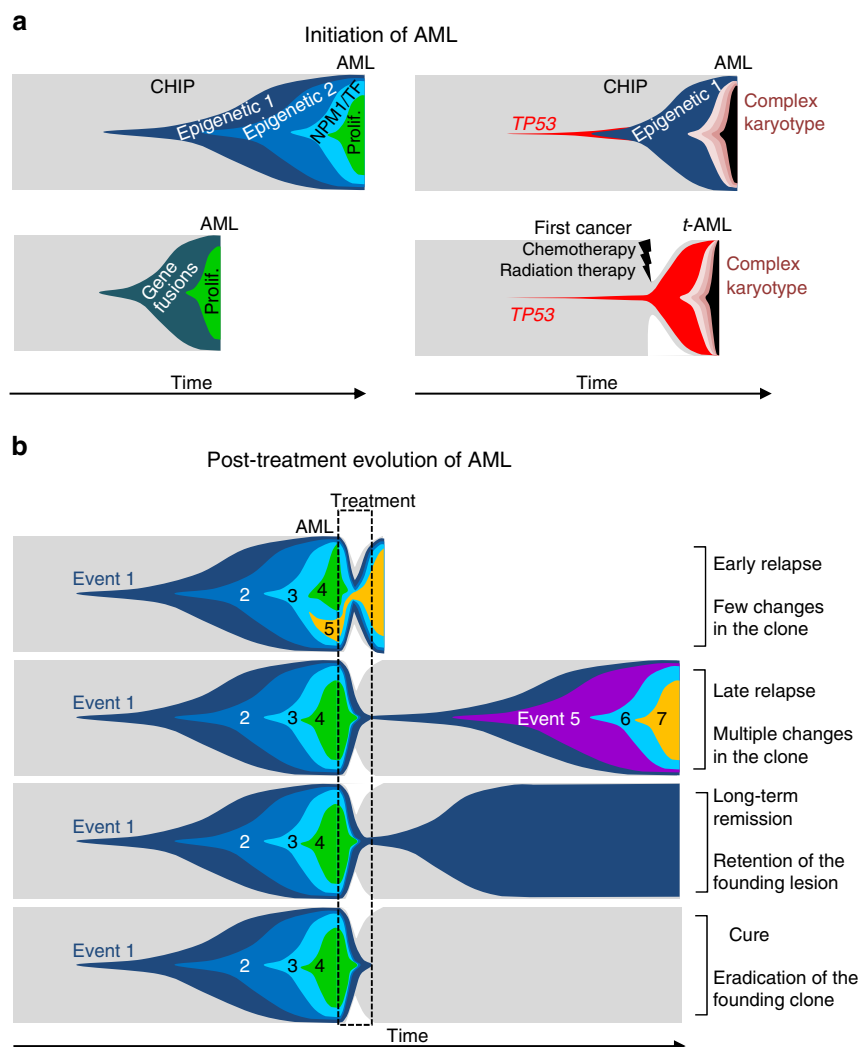 a
Initiation of AML
AML
CHIP
Epigenetic 1
Epigenetic 2
NPM1/TF
Prolif.
AML
CHIP
TP53
Epigenetic 1
Complex
karyotype
AML
Gene
fusions
Prolif.
First cancer
Chemotherapy
Radiation therapy
t-AML
TP53
Complex
karyotype
Time
Time
b
Post-treatment evolution of AML
Treatment
AML
Event 1
2
3
4
5
Early relapse
Few changes
in the clone
Event 1
2
3
4
Event 5
6
7
Late relapse
Multiple changes
in the clone
Event 1
2
3
4
Long-term
remission
Retention of the
founding lesion
Event 1
2
3
4
Cure
Eradication of the
founding clone
Time